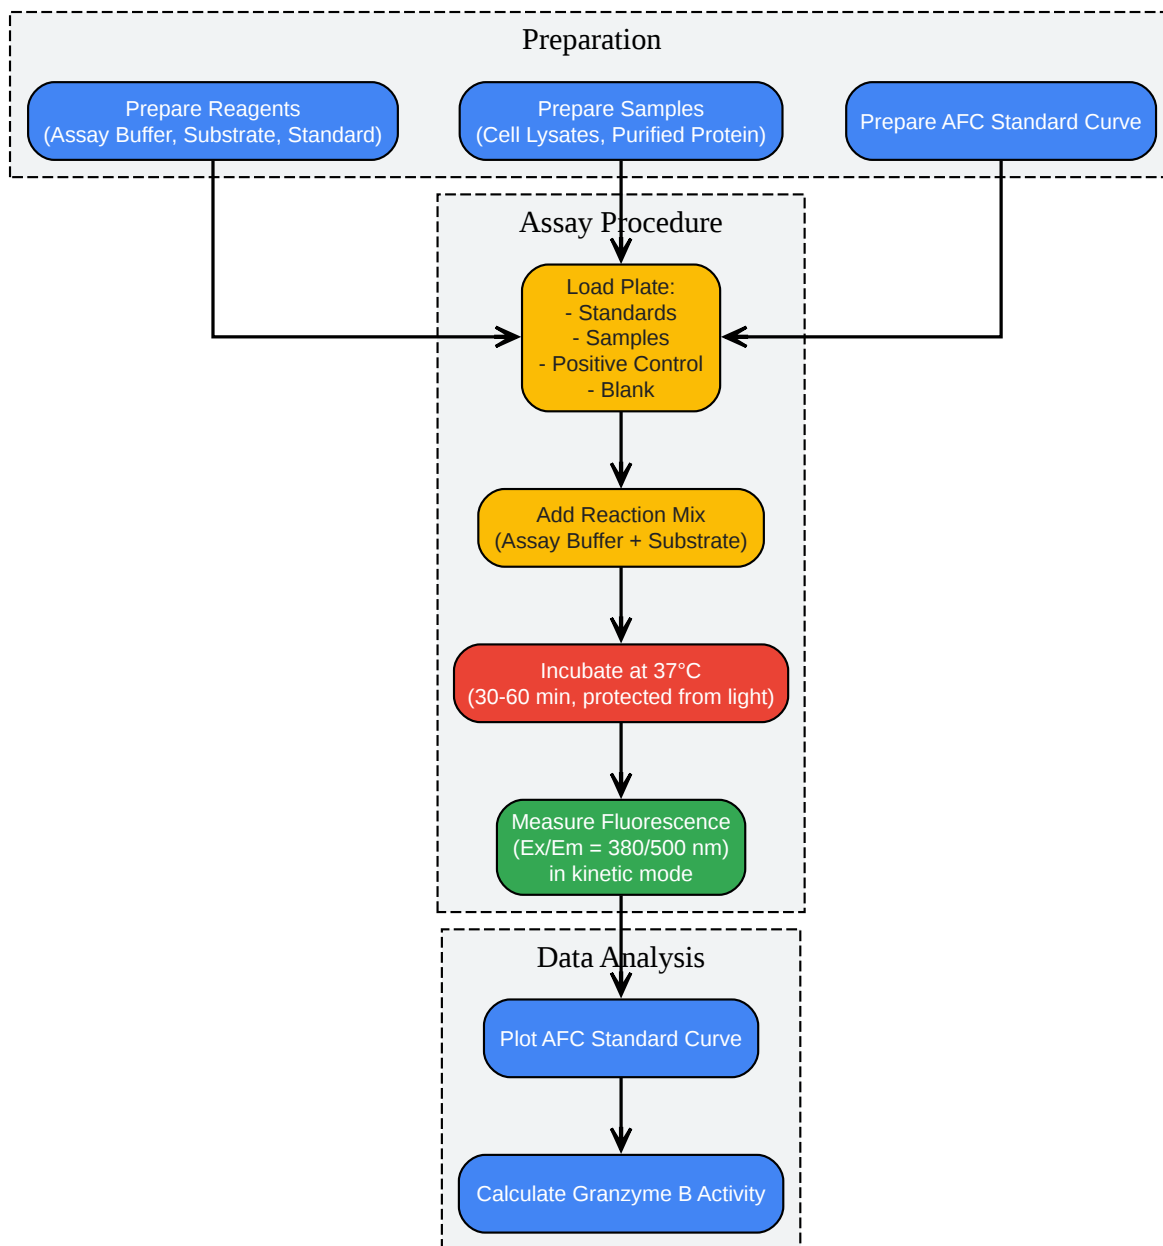 Preparation
Prepare Reagents
(Assay Buffer, Substrate, Standard)
Prepare Samples
(Cell Lysates, Purified Protein)
Prepare AFC Standard Curve
Assay Procedure
Load Plate:
- Standards
- Samples
- Positive Control
- Blank
Add Reaction Mix
(Assay Buffer + Substrate)
Incubate at 37°C
(30-60 min, protected from light)
Measure Fluorescence
(Ex/Em = 380/500 nm)
in kinetic mode
Data Analysis
Plot AFC Standard Curve
Calculate Granzyme B Activity